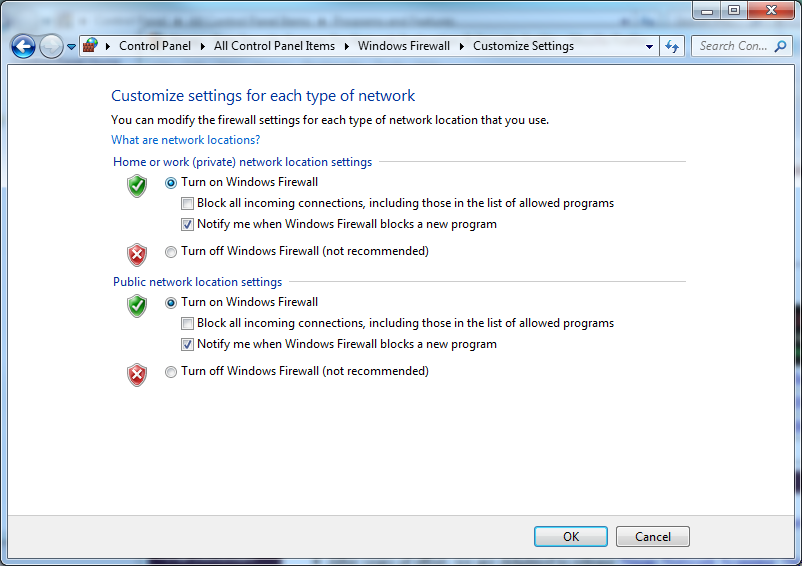 Control Panel All Control Panel Items Windows Firewall Customize Settings Search Con...
Customize settings for each type of network
You can modify the firewall settings for each type of network location that you use.
What are network locations?
Home or work (private) network location settings
Turn on Windows Firewall
Block all incoming connections, including those in the list of allowed programs
Notify me when Windows Firewall blocks a new program
Turn off Windows Firewall (not recommended)
Public network location settings
Turn on Windows Firewall
Block all incoming connections, including those in the list of allowed programs
Notify me when Windows Firewall blocks a new program
Turn off Windows Firewall (not recommended)
OK Cancel